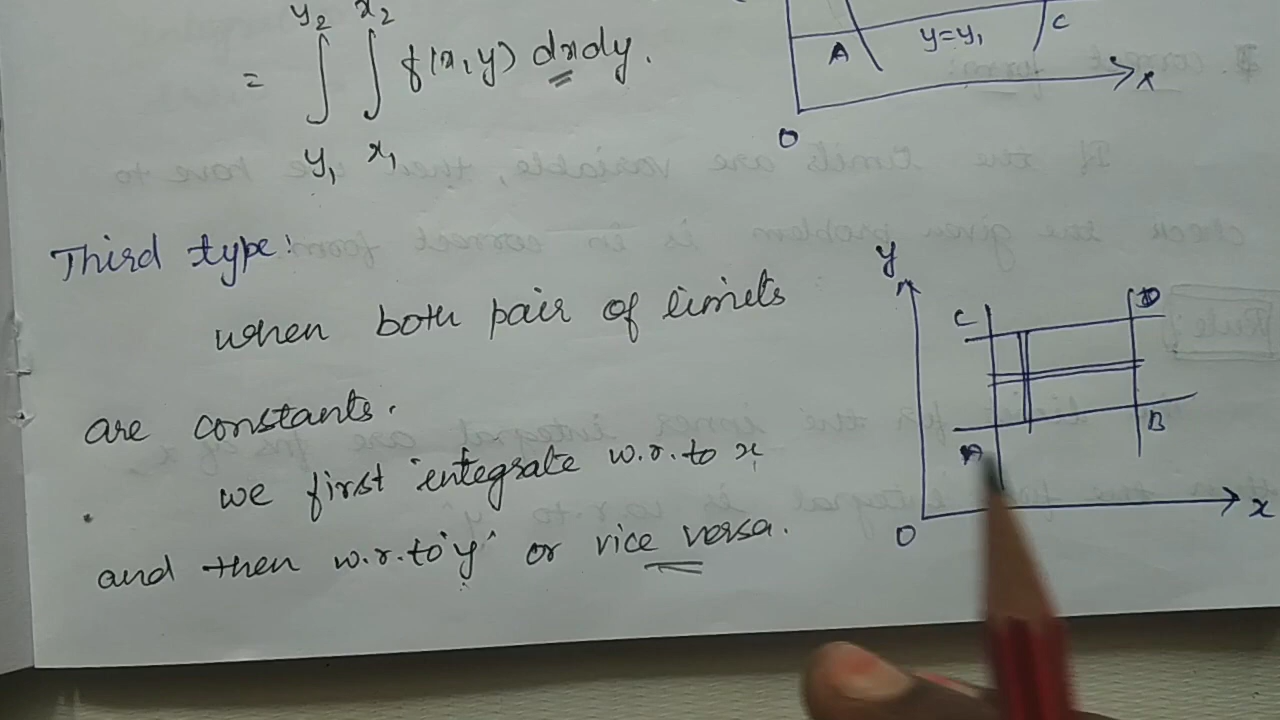 y₂ x₂
= ∫ ∫ f(x,y) dxdy.
y₁ x₁
A y=y₁ C
x
O
Third type:
when both pair of limits
are constants.
we first integrate w.r.to x
and then w.r.to 'y' or vice versa.
y
C D
A B
O x